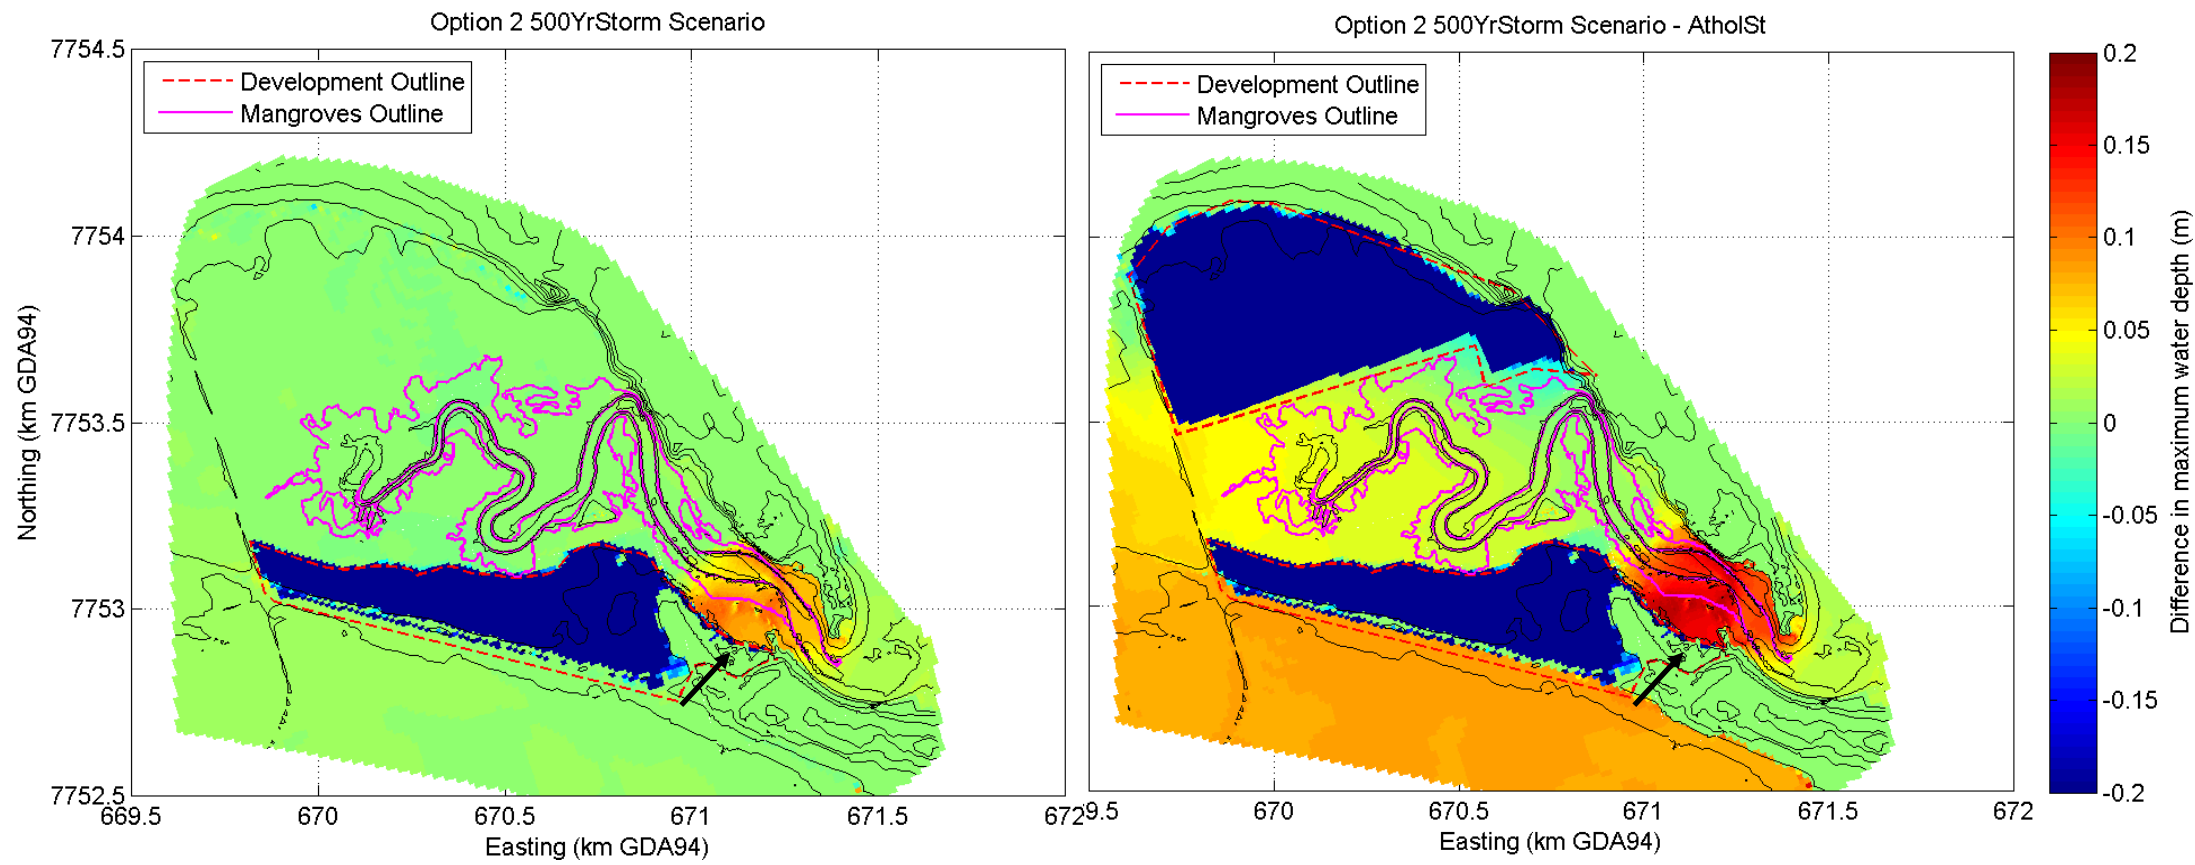 Option 2 500YrStorm Scenario
7754.5
Development Outline
Mangroves Outline
7754
7753.5
7753
7752.5
Northing (km GDA94)
669.5
670
670.5
671
671.5
672
Easting (km GDA94)
Option 2 500YrStorm Scenario - AtholSt
Development Outline
Mangroves Outline
9.5
670
670.5
671
671.5
672
Easting (km GDA94)
0.2
0.15
0.1
0.05
0
-0.05
-0.1
-0.15
-0.2
Difference in maximum water depth (m)